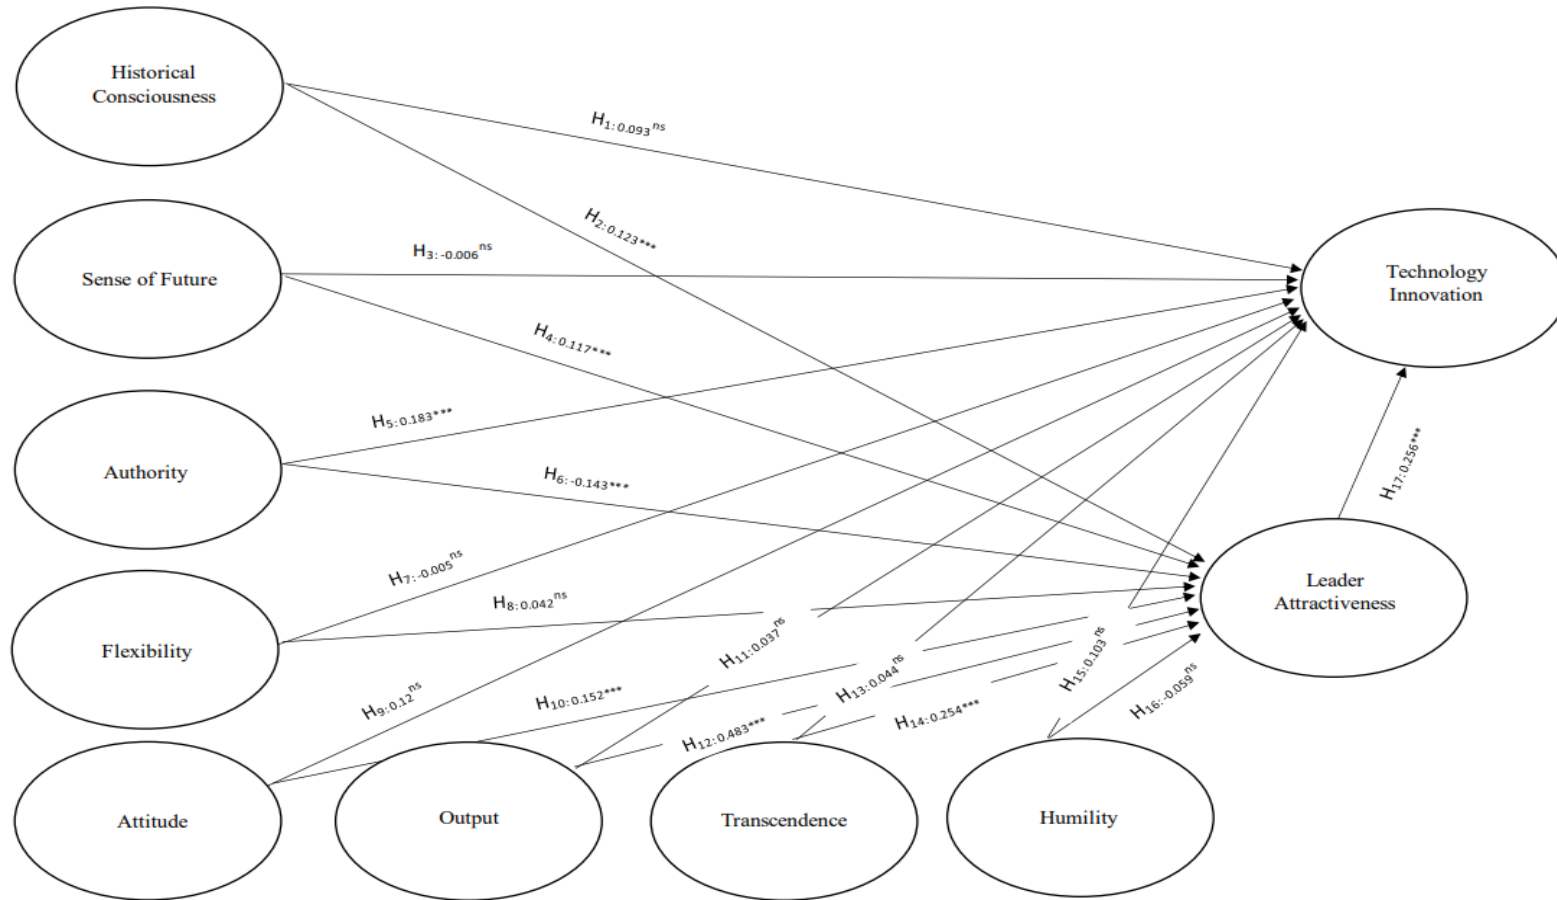 Historical
Consciousness
H1:0.093ns
H2:0.123***
Sense of Future
H3:-0.006ns
Technology
Innovation
H4:0.117***
Authority
H5:0.183***
H6:-0.143***
H17:0.256***
Flexibility
H7:-0.005ns
H8:0.042ns
Leader
Attractiveness
H9:0.12ns
H10:0.152***
H11:0.037ns
H12:0.483***
H13:0.044ns
H14:0.254***
H15:0.103ns
H16:-0.059ns
Attitude
Output
Transcendence
Humility